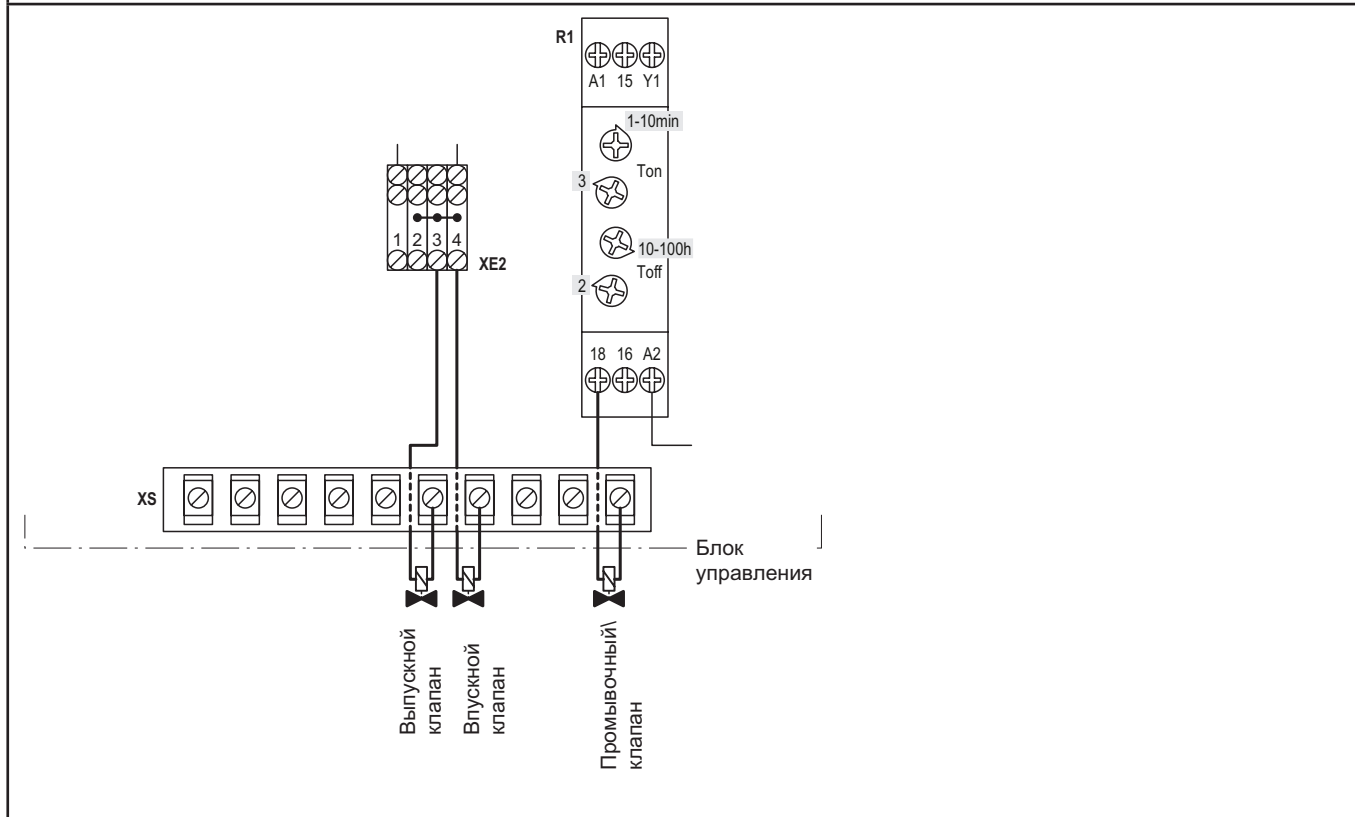 R1
A1 15 Y1
1-10min
Ton
3
10-100h
Toff
2
1 2 3 4
XE2
18 16 A2
XS
Блок
управления
Выпускной
клапан
Впускной
клапан
Промывочный\
клапан